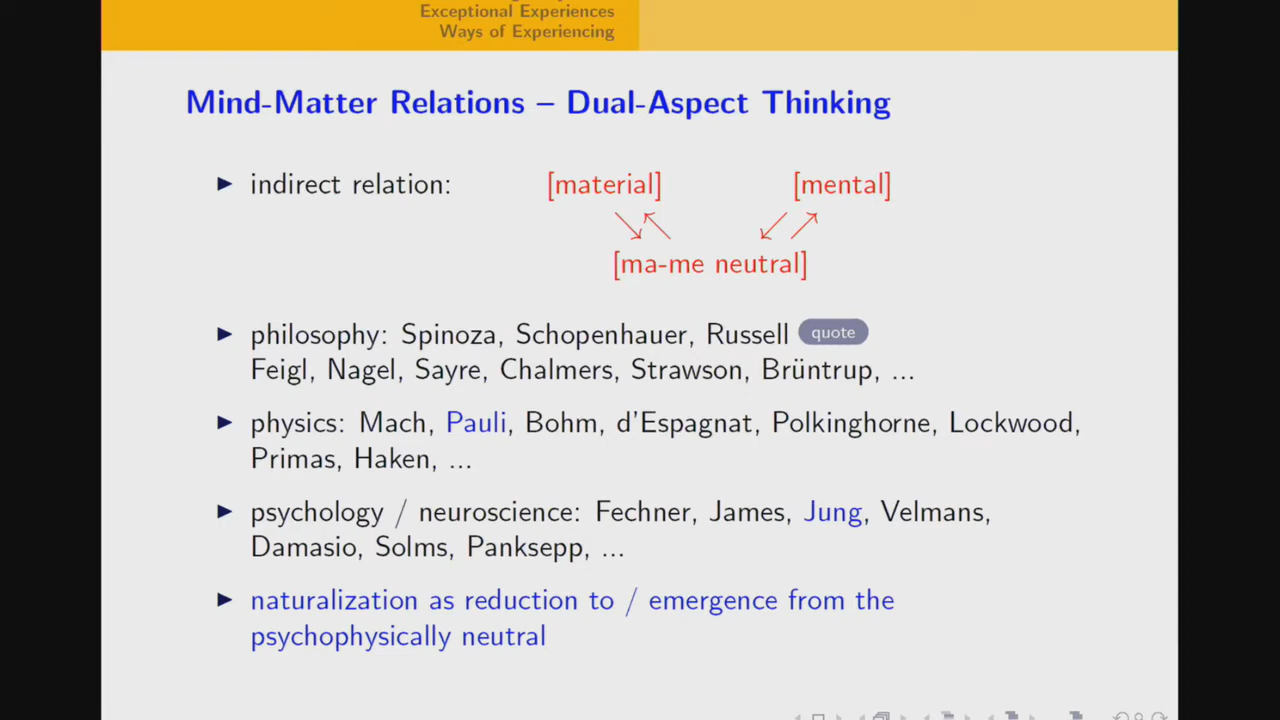 Exceptional Experiences
Ways of Experiencing
Mind-Matter Relations – Dual-Aspect Thinking
indirect relation: [material] [mental]
[ma-me neutral]
philosophy: Spinoza, Schopenhauer, Russell quote
Feigl, Nagel, Sayre, Chalmers, Strawson, Brüntrup, ...
physics: Mach, Pauli, Bohm, d'Espagnat, Polkinghorne, Lockwood,
Primas, Haken, ...
psychology / neuroscience: Fechner, James, Jung, Velmans,
Damasio, Solms, Panksepp, ...
naturalization as reduction to / emergence from the
psychophysically neutral